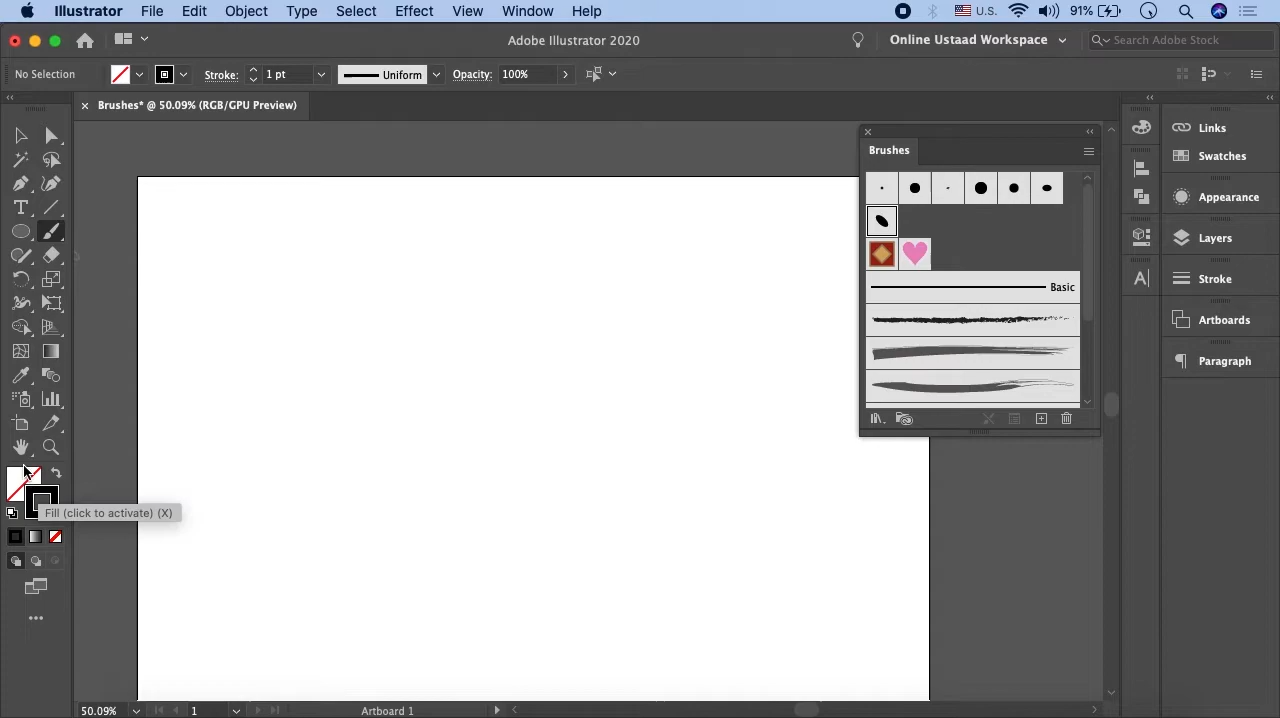 Illustrator File Edit Object Type Select Effect View Window Help U.S. 91%
Adobe Illustrator 2020 Online Ustaad Workspace Search Adobe Stock
No Selection Stroke: 1 pt Uniform Opacity: 100%
Brushes* @ 50.09% (RGB/GPU Preview)
Brushes
Basic
Links
Swatches
Appearance
Layers
Stroke
Artboards
Paragraph
Fill (click to activate) (X)
50.09% 1 Artboard 1